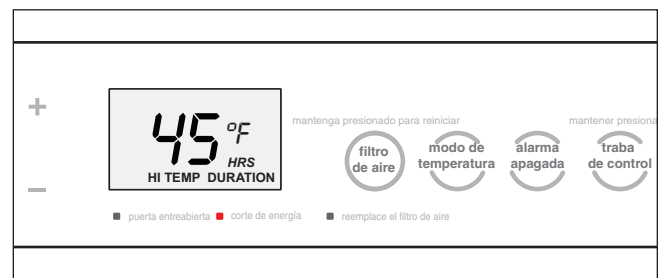 +
45 °F
HRS
HI TEMP DURATION
–
mantenga presionado para reiniciar
mantener presiona
filtro
de aire
modo de
temperatura
alarma
apagada
traba
de control
puerta entreabierta
corte de energía
reemplace el filtro de aire